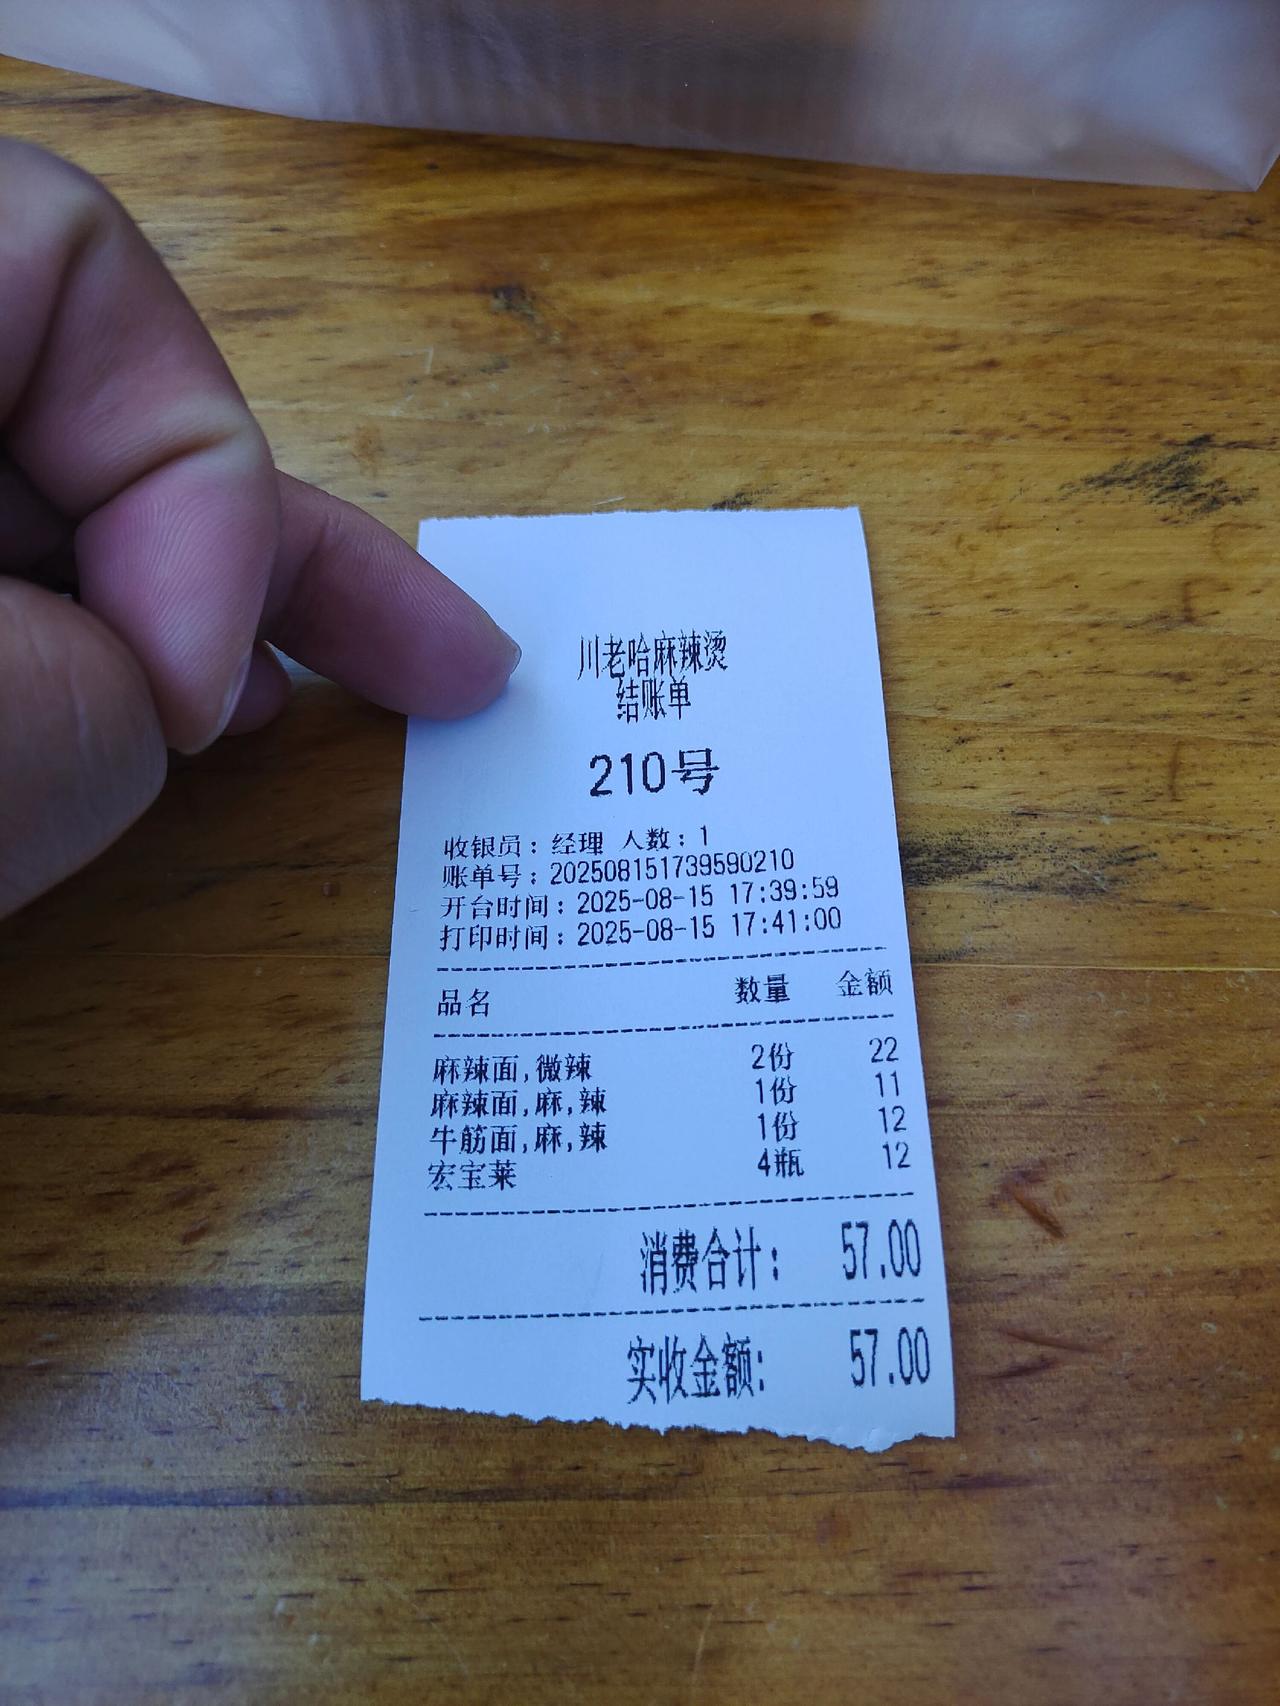 川老哈麻辣烫
结账单
210号
收银员：经理 人数：1
账单号：202508151739590210
开台时间：2025-08-15 17:39:59
打印时间：2025-08-15 17:41:00
品名 数量 金额
麻辣面,微辣 2份 22
麻辣面,麻,辣 1份 11
牛筋面,麻,辣 1份 12
宏宝莱 4瓶 12
消费合计： 57.00
实收金额： 57.00